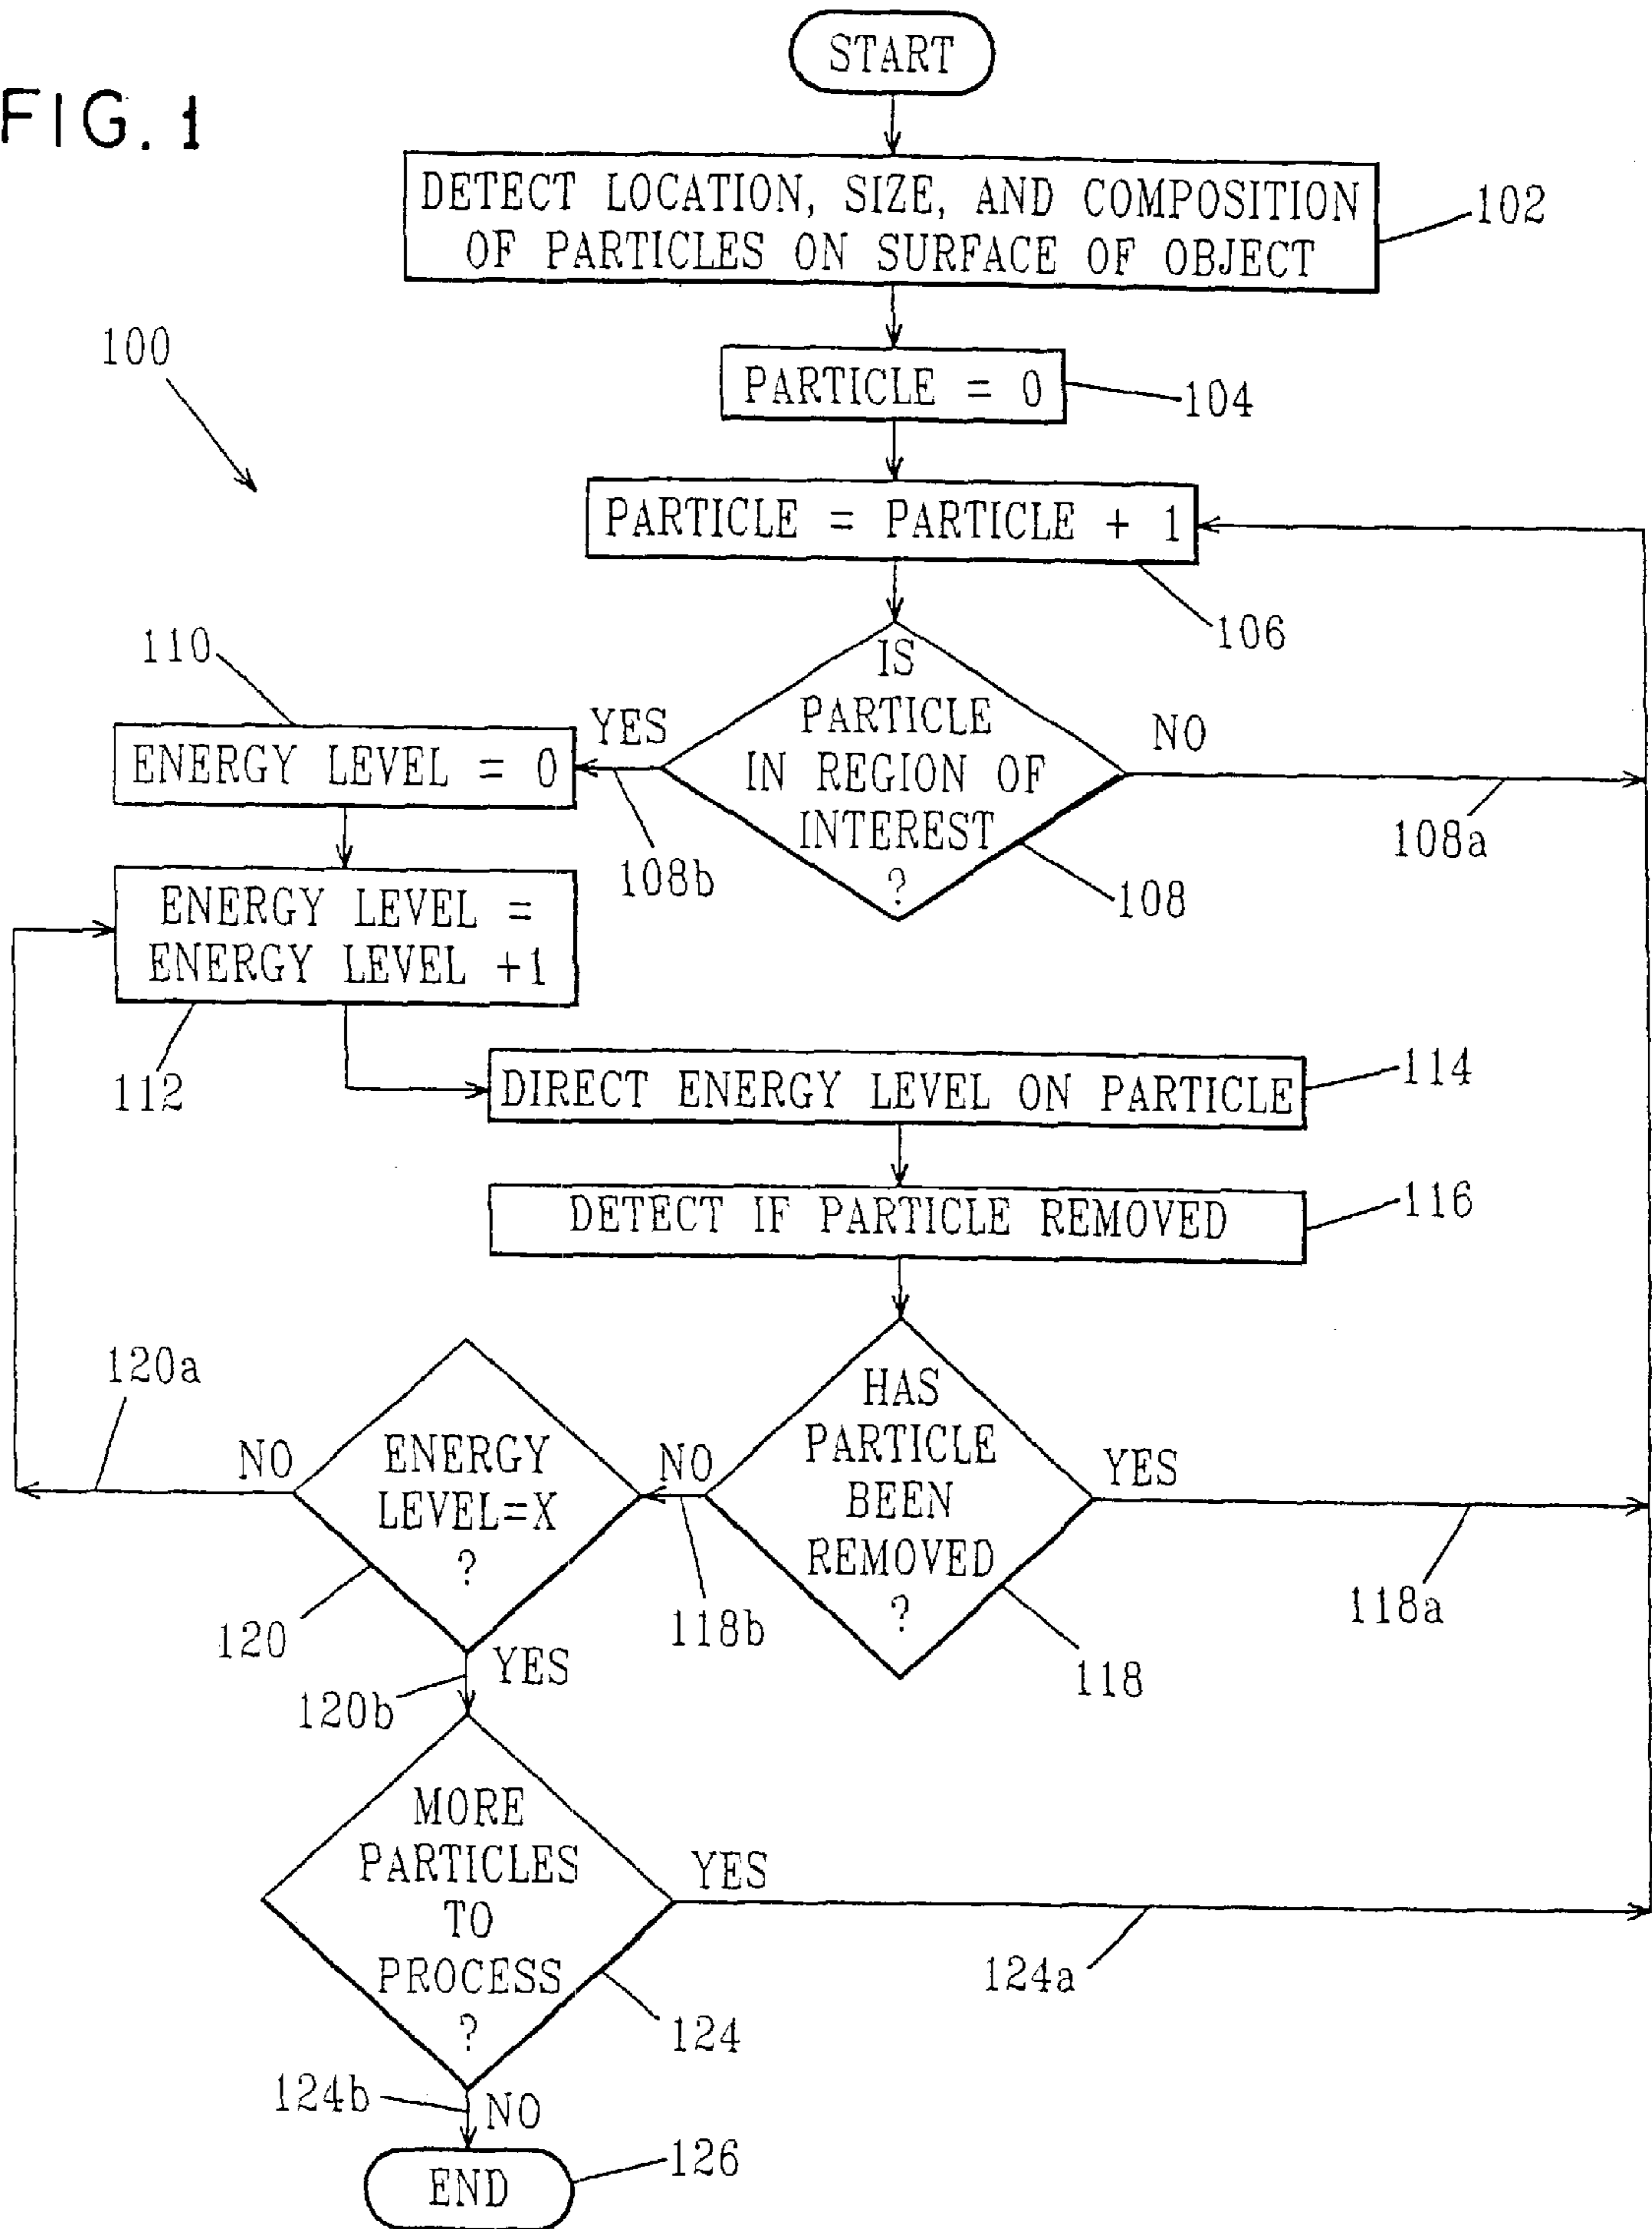 FIG. 1
START
DETECT LOCATION, SIZE, AND COMPOSITION
OF PARTICLES ON SURFACE OF OBJECT
102
100
PARTICLE = 0
104
PARTICLE = PARTICLE + 1
106
IS
PARTICLE
IN REGION OF
INTEREST
?
108
YES
108b
NO
108a
110
ENERGY LEVEL = 0
ENERGY LEVEL =
ENERGY LEVEL +1
112
DIRECT ENERGY LEVEL ON PARTICLE
114
DETECT IF PARTICLE REMOVED
116
HAS
PARTICLE
BEEN
REMOVED
?
118
YES
118a
NO
118b
ENERGY
LEVEL=X
?
120
NO
120a
YES
120b
MORE
PARTICLES
TO
PROCESS
?
124
YES
124a
124b
NO
END
126